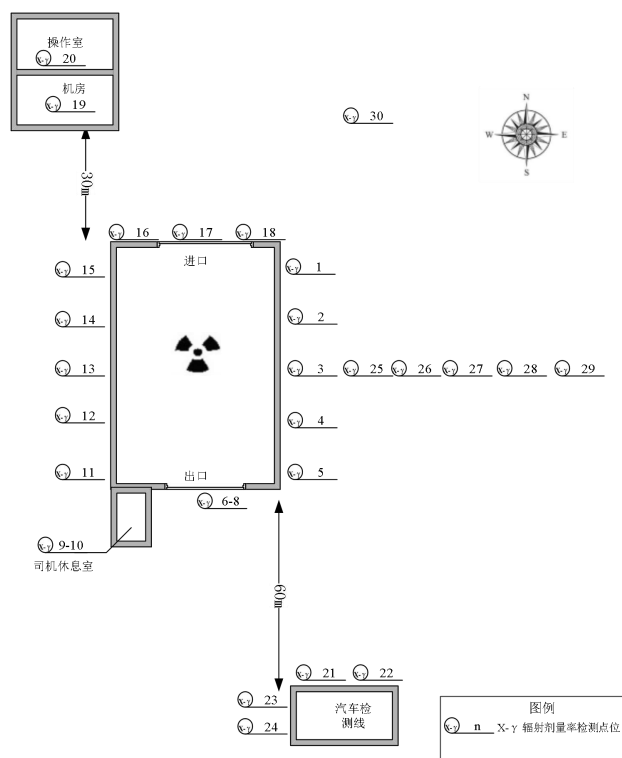 操作室
X-γ 20
机房
X-γ 19
X-γ 30
N
W E
S
30m
X-γ 16 X-γ 17 X-γ 18
进口
X-γ 15 X-γ 1
X-γ 14 X-γ 2
X-γ 13 X-γ 3 X-γ 25 X-γ 26 X-γ 27 X-γ 28 X-γ 29
X-γ 12 X-γ 4
X-γ 11 出口 X-γ 5
X-γ 6-8
X-γ 9-10
司机休息室
60m
X-γ 21 X-γ 22
X-γ 23
X-γ 24
汽车检
测线
图例
X-γ n X-γ 辐射剂量率检测点位